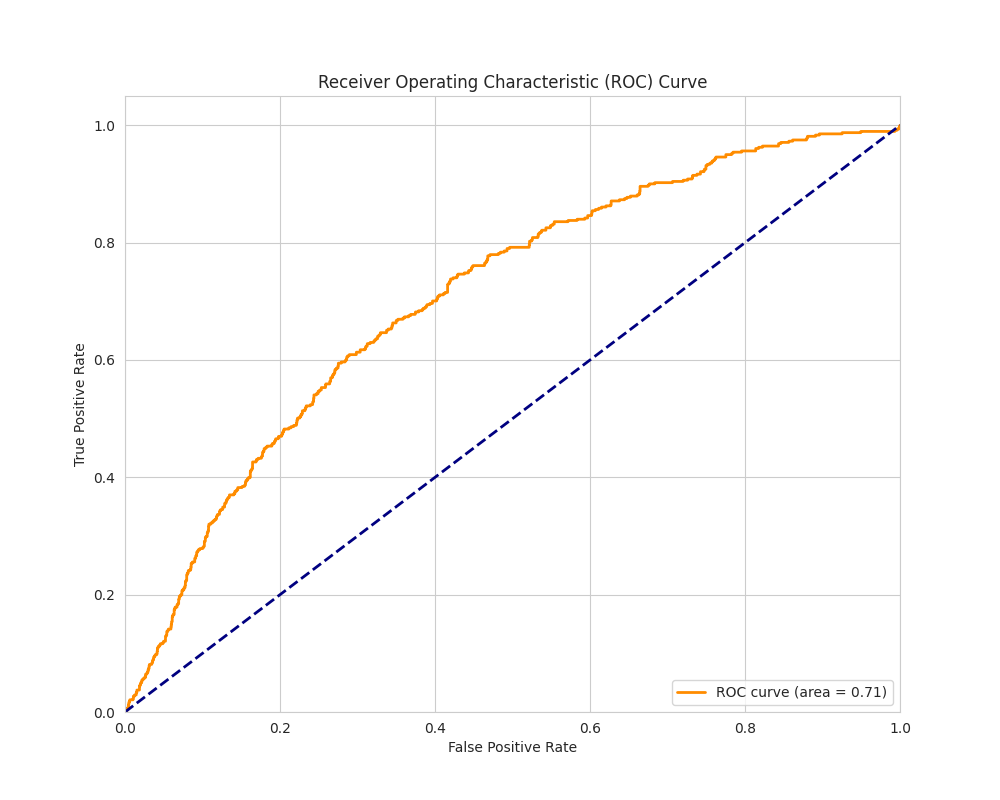 Receiver Operating Characteristic (ROC) Curve
1.0
0.8
0.6
0.4
0.2
0.0
True Positive Rate
ROC curve (area = 0.71)
0.0 0.2 0.4 0.6 0.8 1.0
False Positive Rate